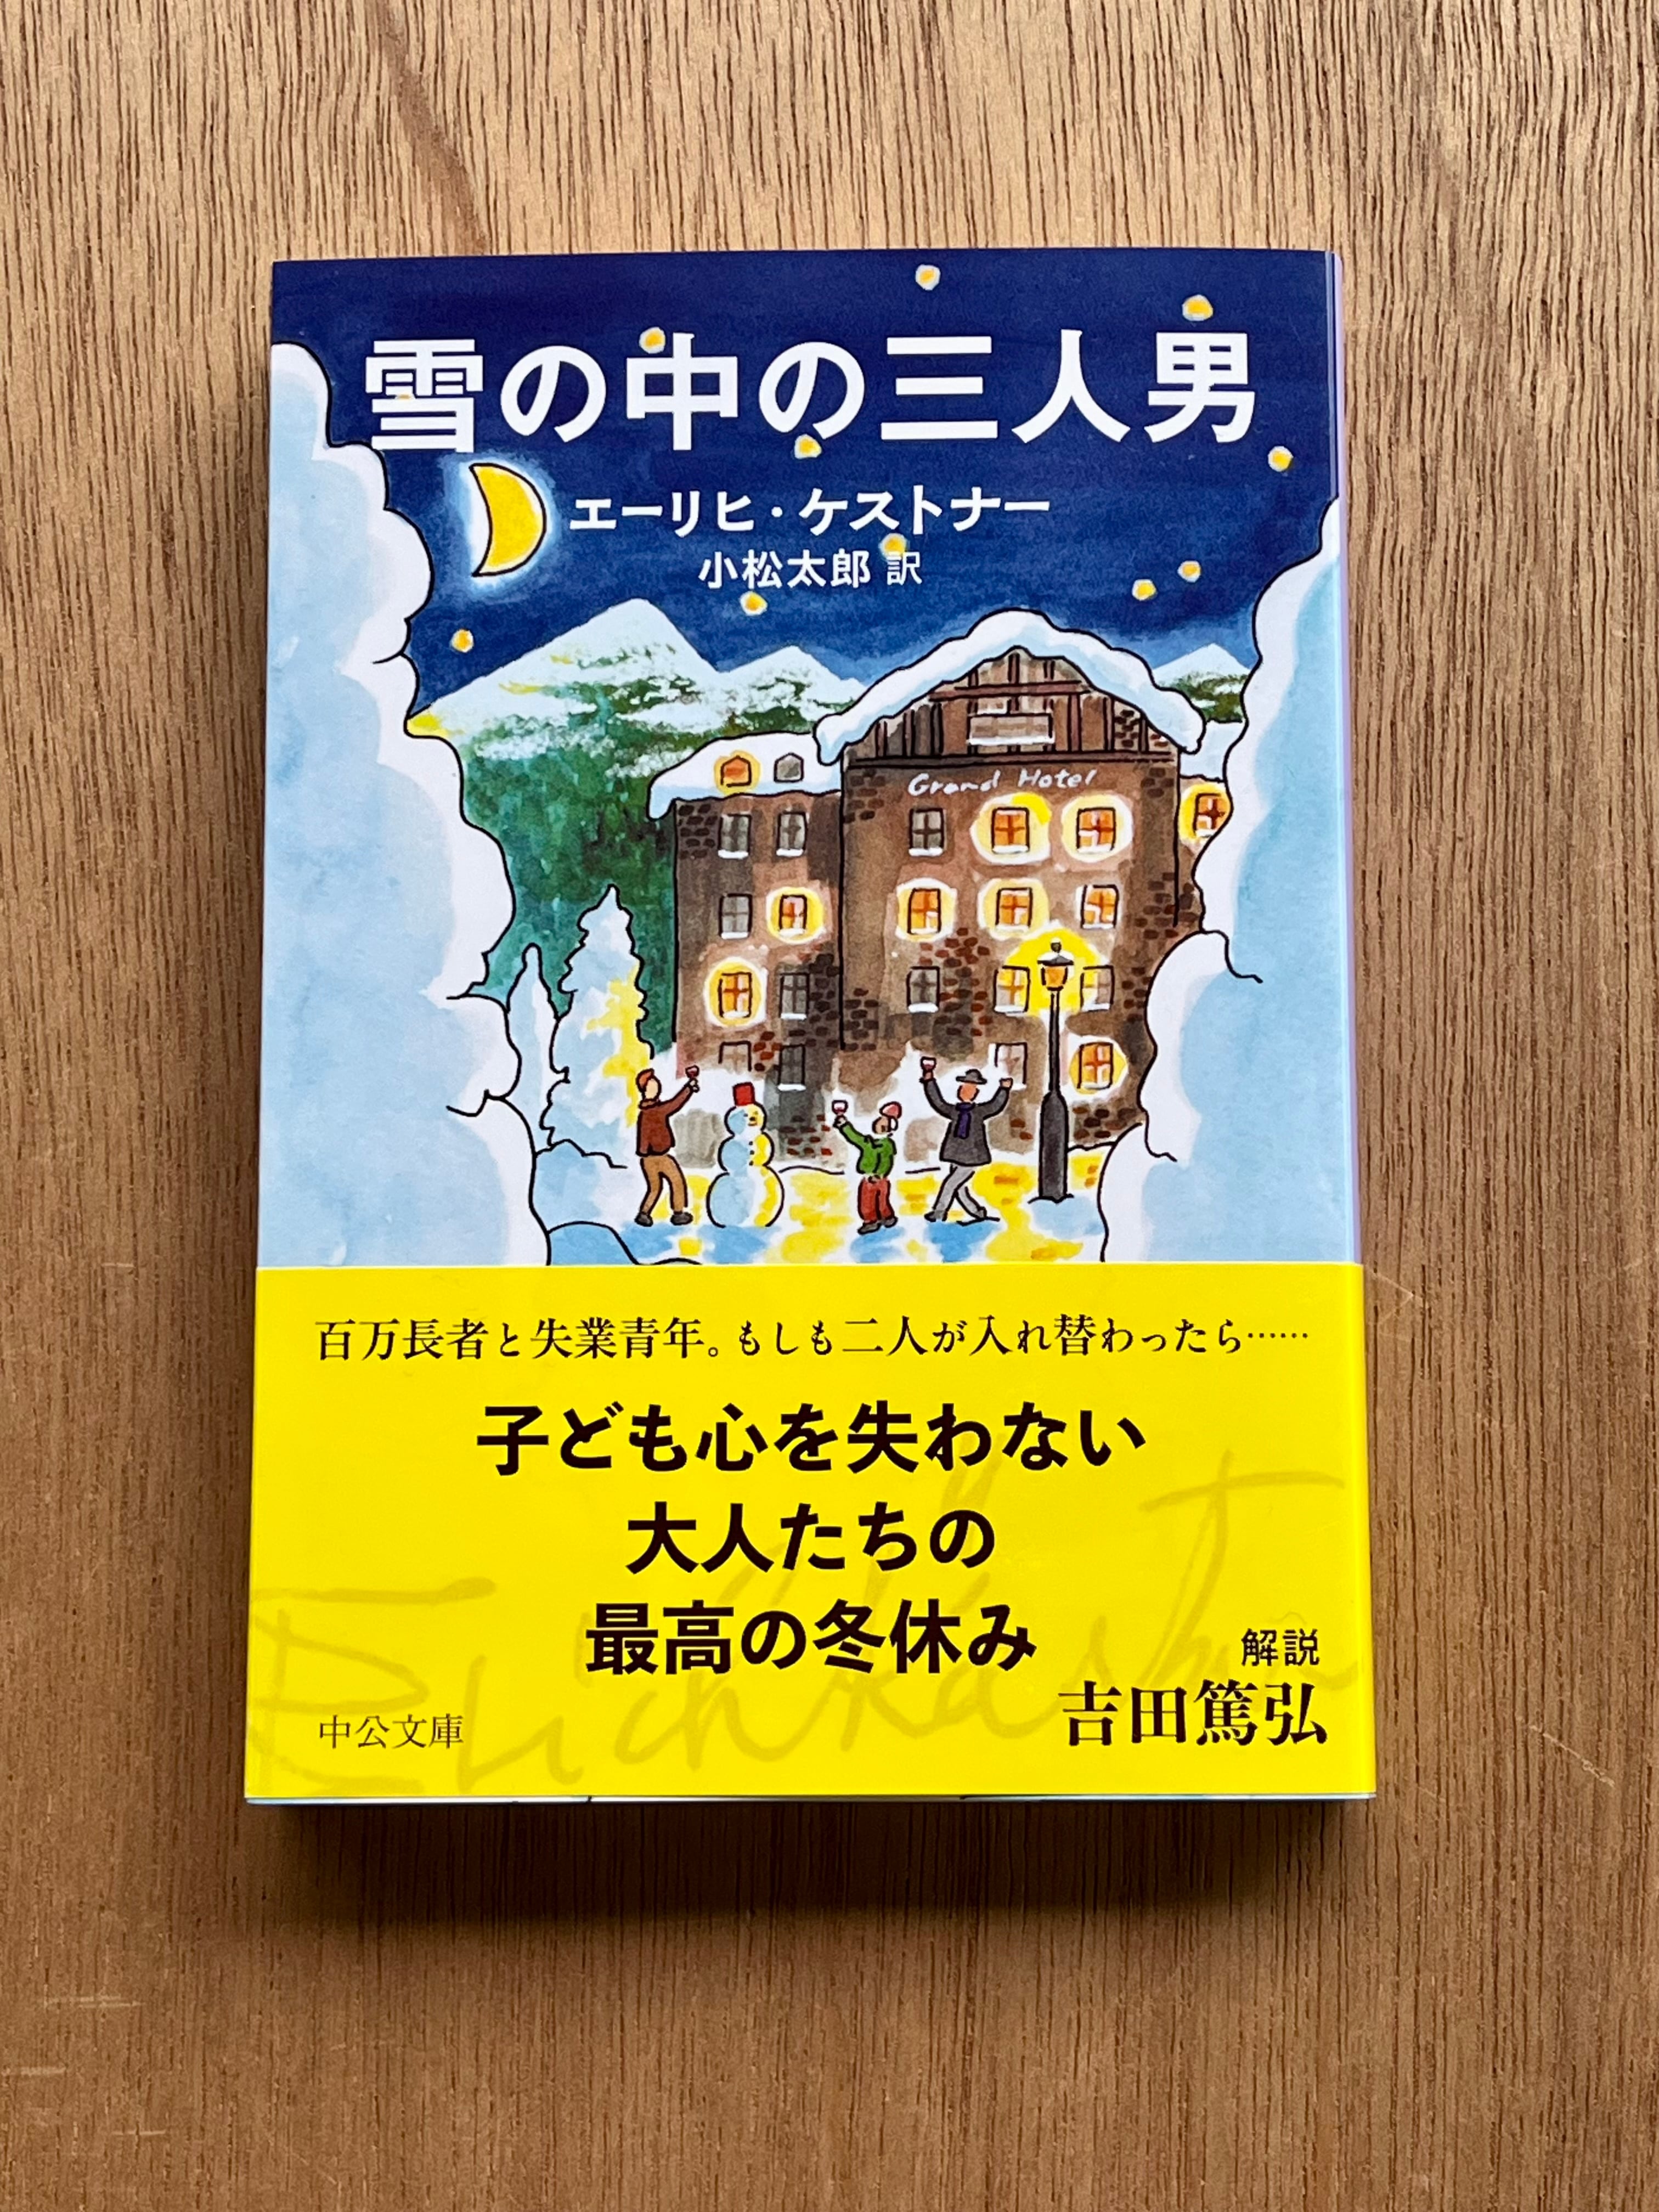 雪の中の三人男
エーリヒ・ケストナー
小松太郎 訳
Grand Hotel
百万長者と失業青年。もしも二人が入れ替わったら……
子ども心を失わない
大人たちの
最高の冬休み
解説
吉田篤弘
中公文庫
Erich Kästner